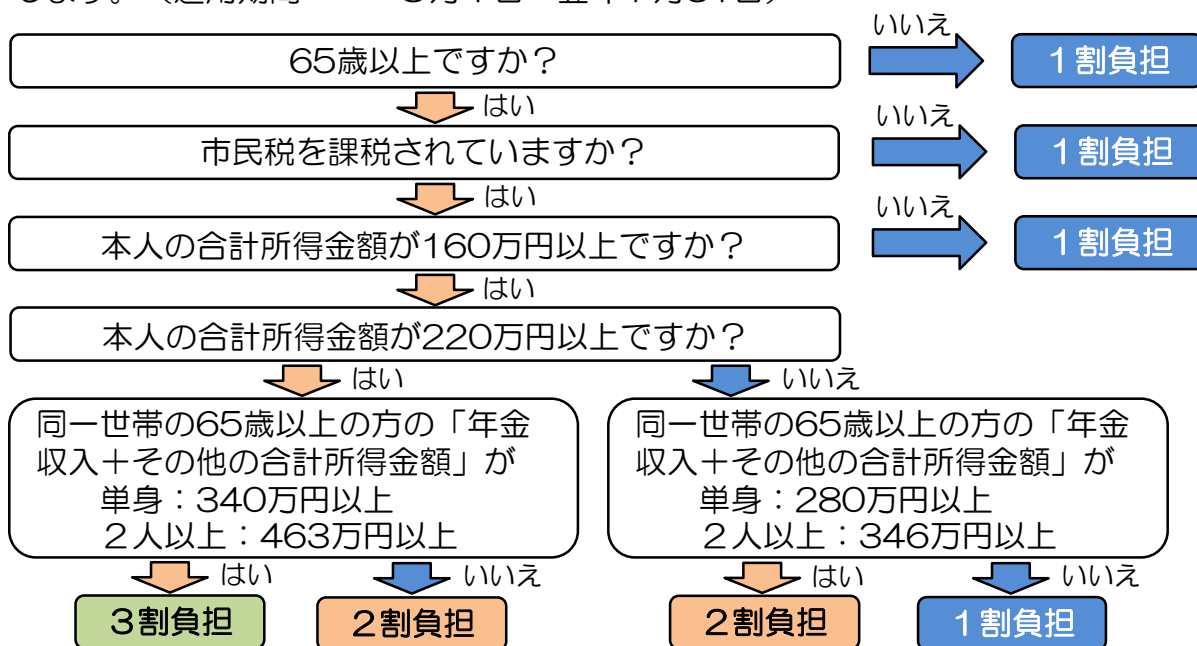 いいえ
65歳以上ですか？
１割負担
はい
いいえ
市民税を課税されていますか？
１割負担
はい
いいえ
本人の合計所得金額が160万円以上ですか？
１割負担
はい
本人の合計所得金額が220万円以上ですか？
はい
いいえ
同一世帯の65歳以上の方の「年金
収入＋その他の合計所得金額」が
単身：340万円以上
２人以上：463万円以上
同一世帯の65歳以上の方の「年金
収入＋その他の合計所得金額」が
単身：280万円以上
２人以上：346万円以上
はい
いいえ
はい
いいえ
３割負担
２割負担
２割負担
１割負担